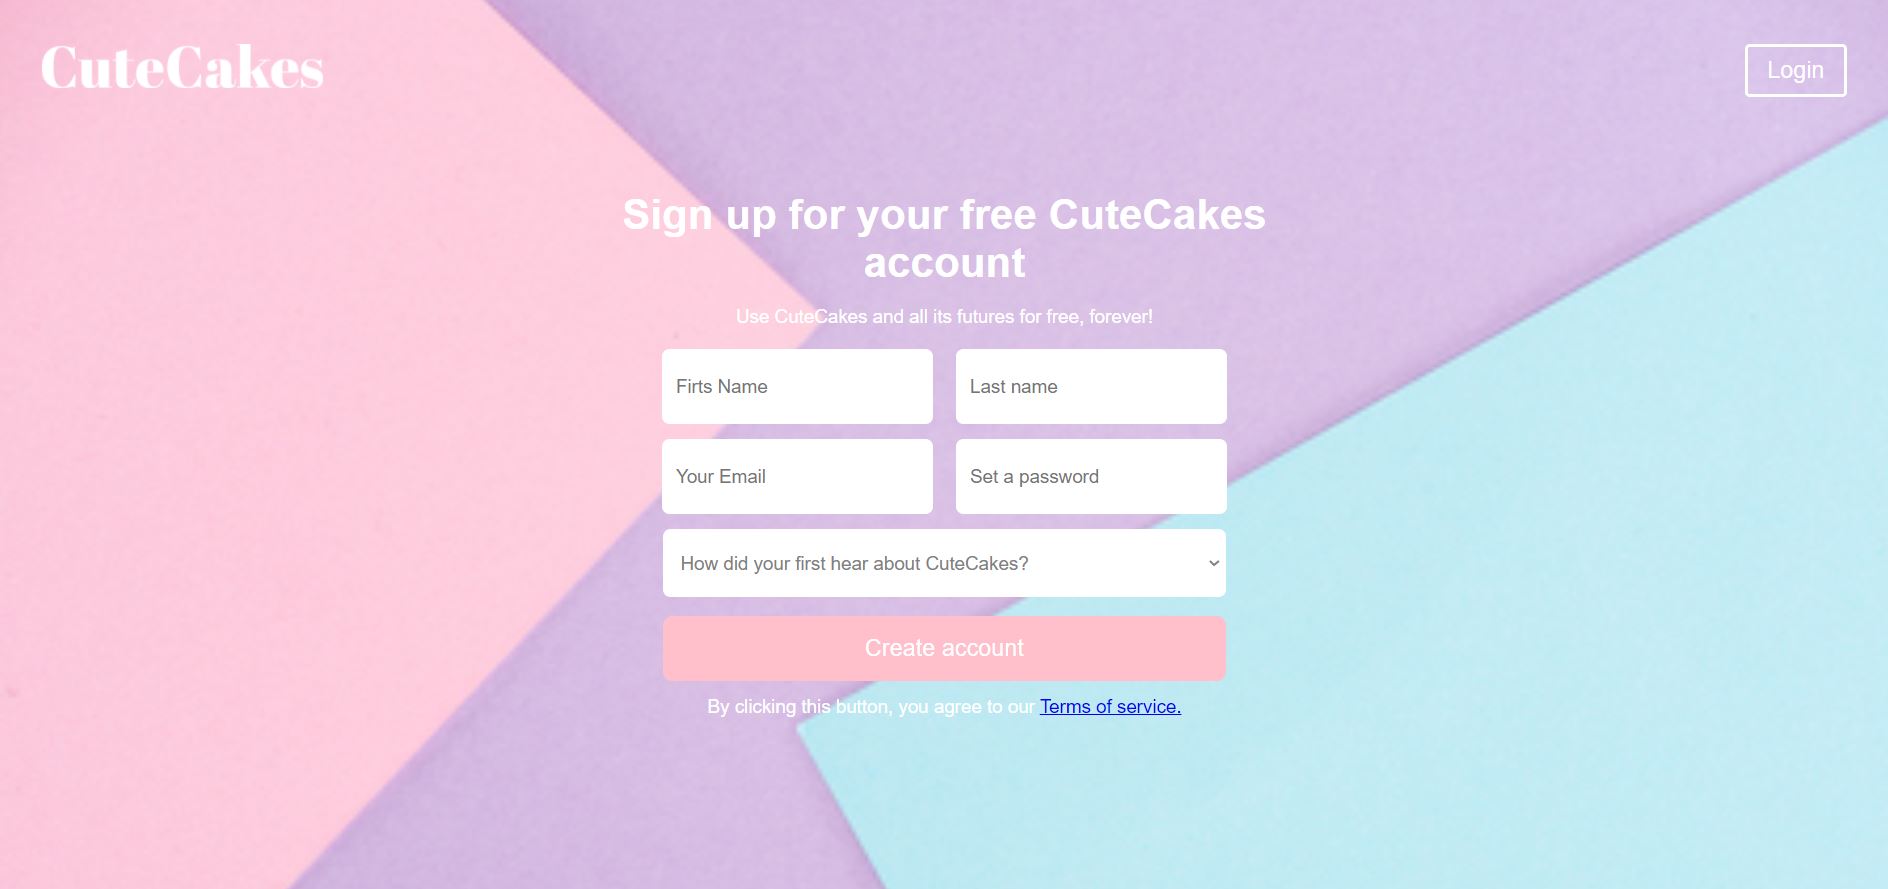 CuteCakes
Login
Sign up for your free CuteCakes
account
Use CuteCakes and all its futures for free, forever!
Firts Name
Last name
Your Email
Set a password
How did your first hear about CuteCakes?
Create account
By clicking this button, you agree to our Terms of service.